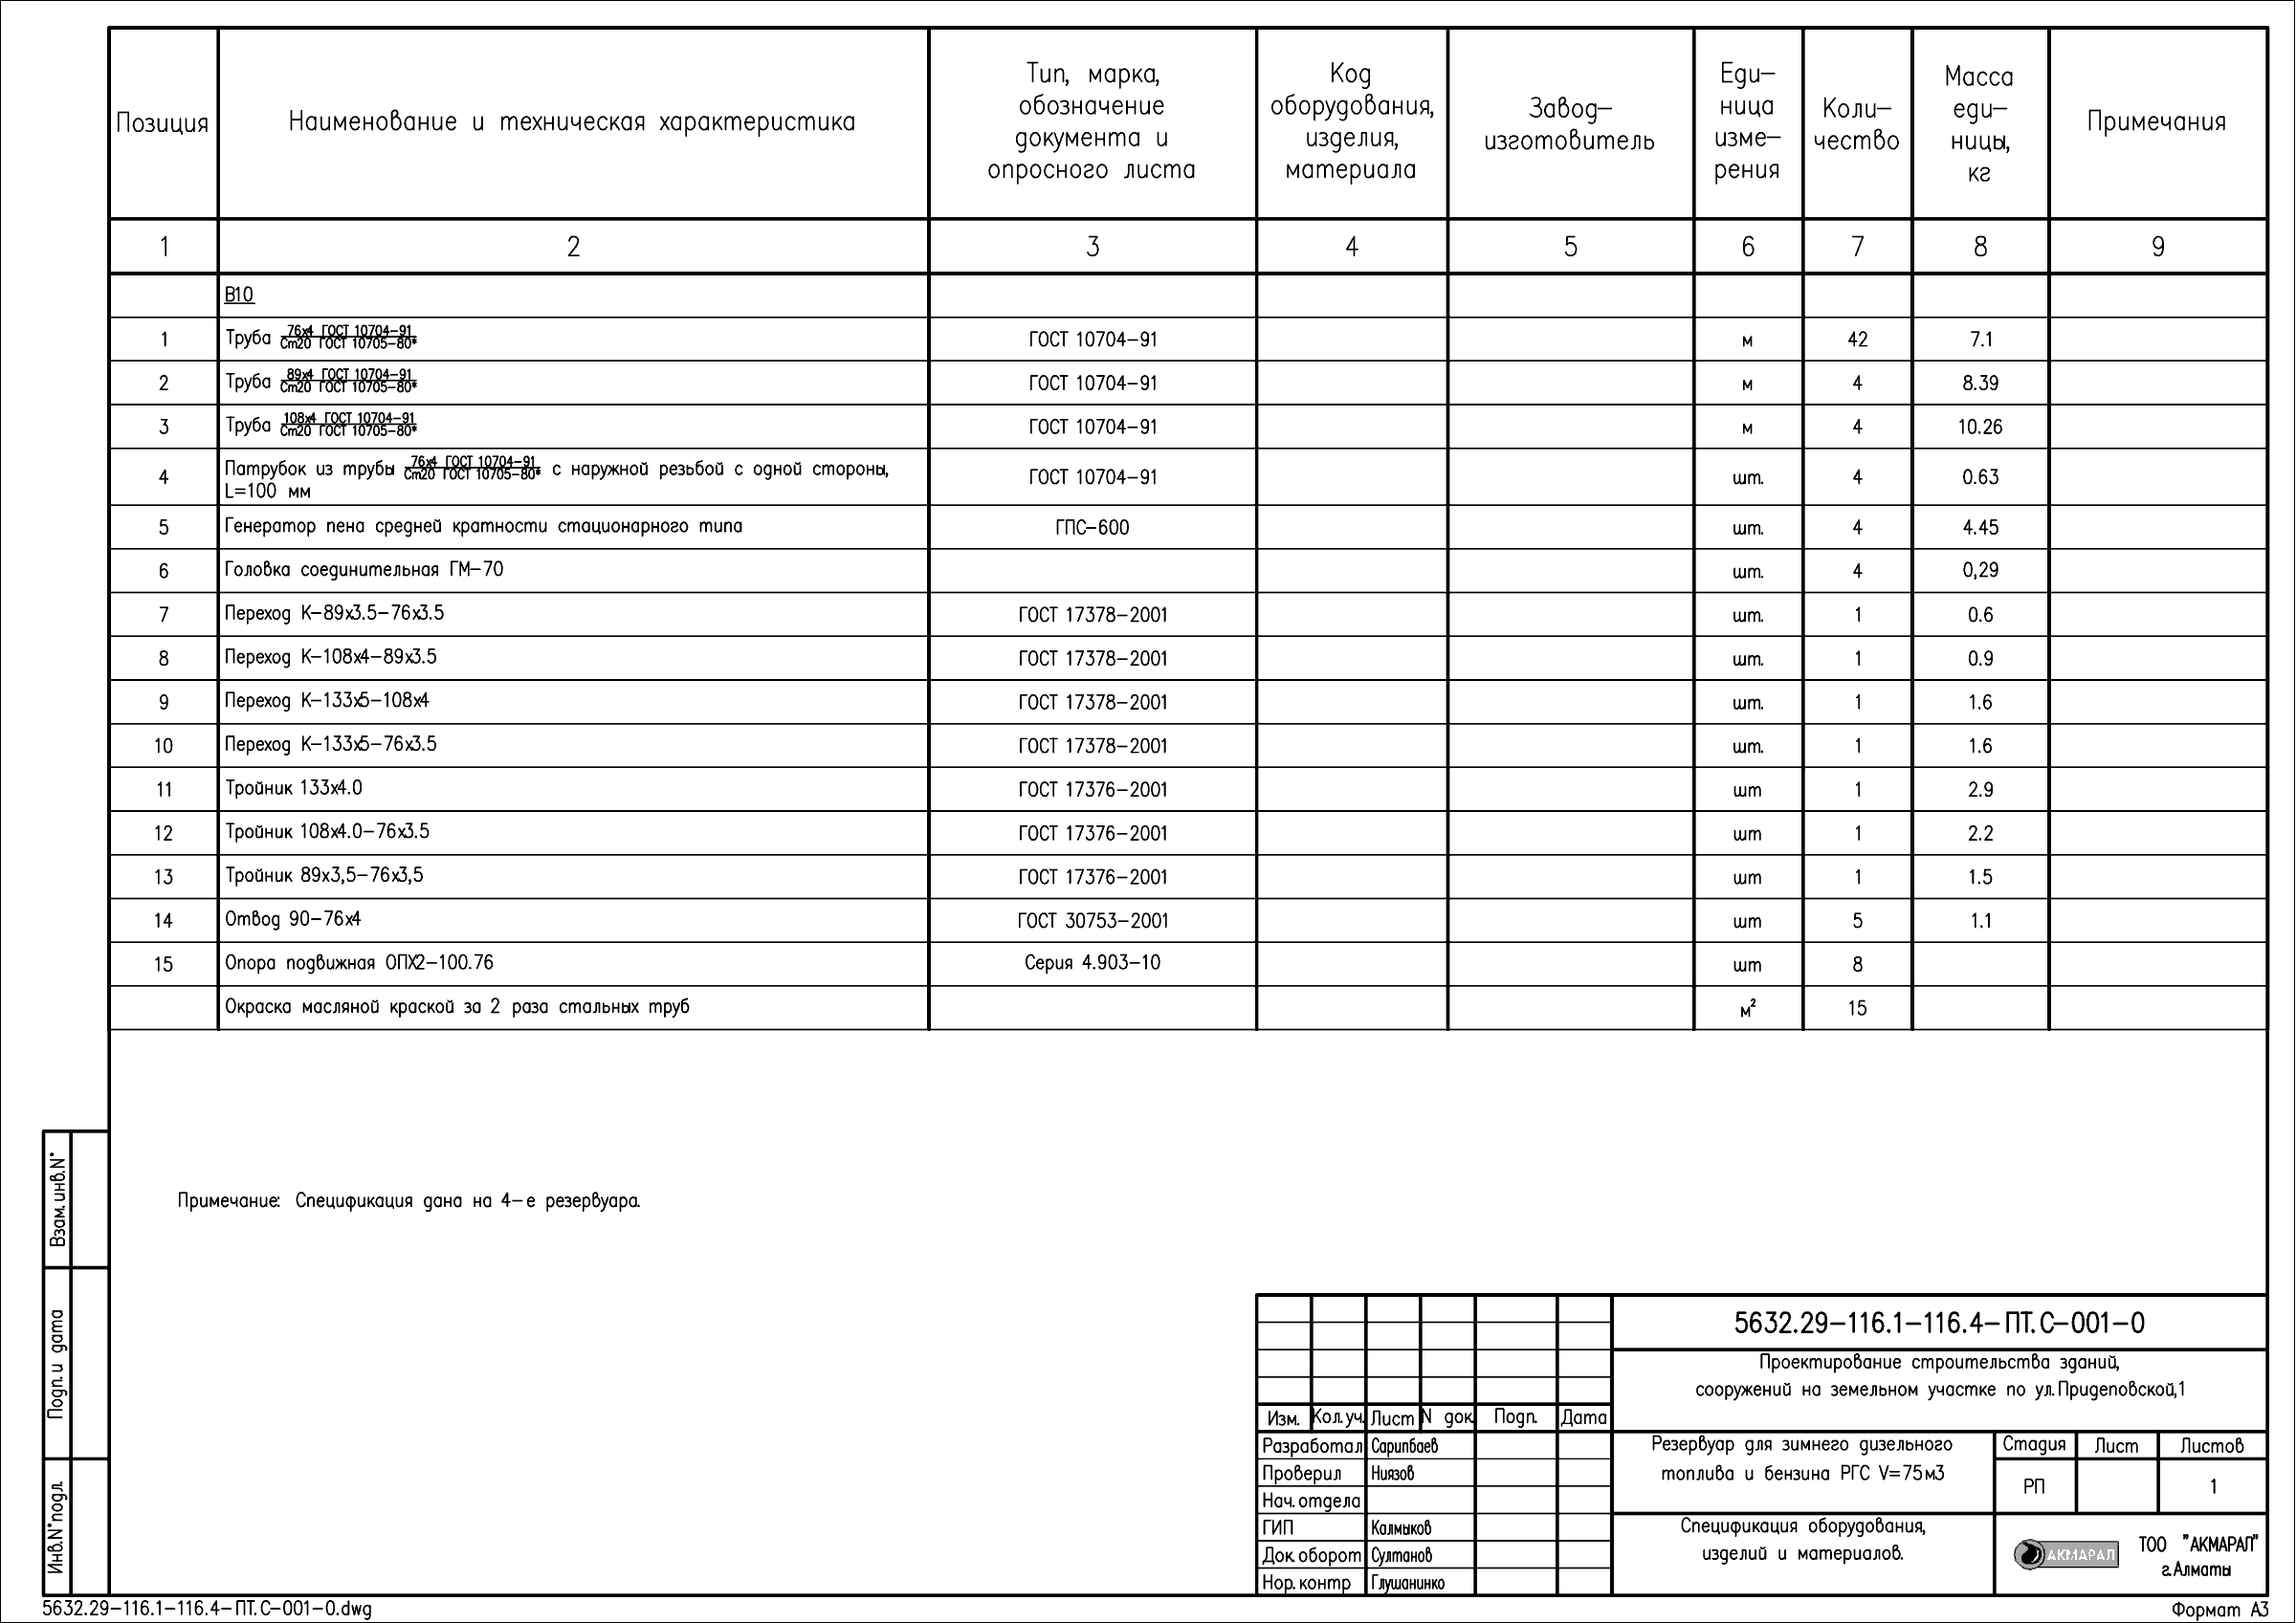 Позиция
Наименование и техническая характеристика
Тип, марка,
обозначение
документа и
опросного листа
Код
оборудования,
изделия,
материала
Завод–
изготовитель
Еди–
ница
изме–
рения
Коли–
чество
Масса
еди–
ницы,
кг
Примечания
1 2 3 4 5 6 7 8 9
В10
1 Труба 76х4 ГОСТ 10704–91 ГОСТ 10704–91 м 42 7.1
Ст20 ГОСТ 10705–80*
2 Труба 89х4 ГОСТ 10704–91 ГОСТ 10704–91 м 4 8.39
Ст20 ГОСТ 10705–80*
3 Труба 108х4 ГОСТ 10704–91 ГОСТ 10704–91 м 4 10.26
Ст20 ГОСТ 10705–80*
4 Патрубок из трубы 76х4 ГОСТ 10704–91 с наружной резьбой с одной стороны, ГОСТ 10704–91 шт. 4 0.63
Ст20 ГОСТ 10705–80*
L=100 мм
5 Генератор пена средней кратности стационарного типа ГПС–600 шт. 4 4.45
6 Головка соединительная ГМ–70 шт. 4 0,29
7 Переход К–89х3.5–76х3.5 ГОСТ 17378–2001 шт. 1 0.6
8 Переход К–108х4–89х3.5 ГОСТ 17378–2001 шт. 1 0.9
9 Переход К–133х5–108х4 ГОСТ 17378–2001 шт. 1 1.6
10 Переход К–133х5–76х3.5 ГОСТ 17378–2001 шт. 1 1.6
11 Тройник 133х4.0 ГОСТ 17376–2001 шт 1 2.9
12 Тройник 108х4.0–76х3.5 ГОСТ 17376–2001 шт 1 2.2
13 Тройник 89х3,5–76х3,5 ГОСТ 17376–2001 шт 1 1.5
14 Отвод 90–76х4 ГОСТ 30753–2001 шт 5 1.1
15 Опора подвижная ОПХ2–100.76 Серия 4.903–10 шт 8
Окраска масляной краской за 2 раза стальных труб м² 15
Примечание: Спецификация дана на 4–е резервуара.
Взам.инв.N°
Подп.и дата
Инв.N°подл.
5632.29–116.1–116.4–ПТ.С–001–0
Проектирование строительства зданий,
сооружений на земельном участке по ул.Придеповской,1
Изм. Кол.уч. Лист N док. Подп. Дата
Разработал Сарипбаев
Проверил Ниязов
Нач.отдела
ГИП Калмыков
Док.оборот Султанов
Нор.контр Глушанинко
Резервуар для зимнего дизельного
топлива и бензина РГС V=75м3
Стадия Лист Листов
РП 1
Спецификация оборудования,
изделий и материалов.
АКМАРАЛ
ТОО "АКМАРАЛ"
г.Алматы
5632.29–116.1–116.4–ПТ.С–001–0.dwg
Формат А3